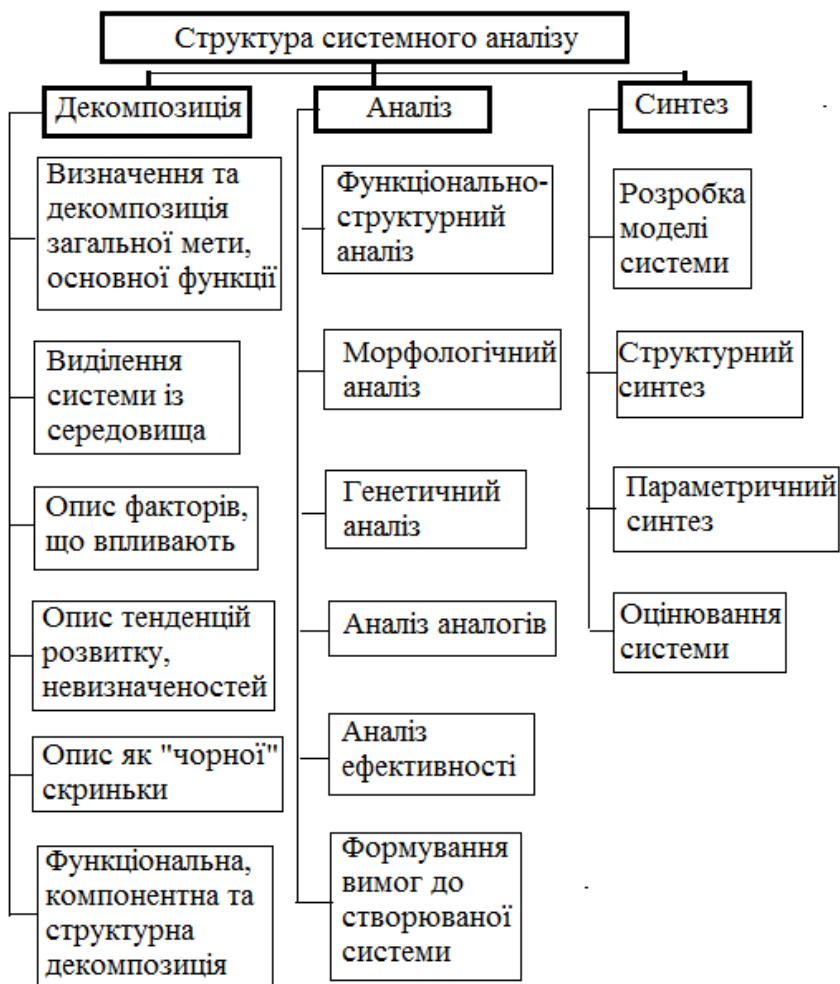 Структура системного аналізу
Декомпозиція
Визначення та
декомпозиція
загальної мети,
основної функції
Виділення
системи із
середовища
Опис факторів,
що впливають
Опис тенденцій
розвитку,
невизначеностей
Опис як "чорної"
скриньки
Функціональна,
компонентна та
структурна
декомпозиція
Аналіз
Функціонально-
структурний
аналіз
Морфологічний
аналіз
Генетичний
аналіз
Аналіз аналогів
Аналіз
ефективності
Формування
вимог до
створюваної
системи
Синтез
Розробка
моделі
системи
Структурний
синтез
Параметричний
синтез
Оцінювання
системи